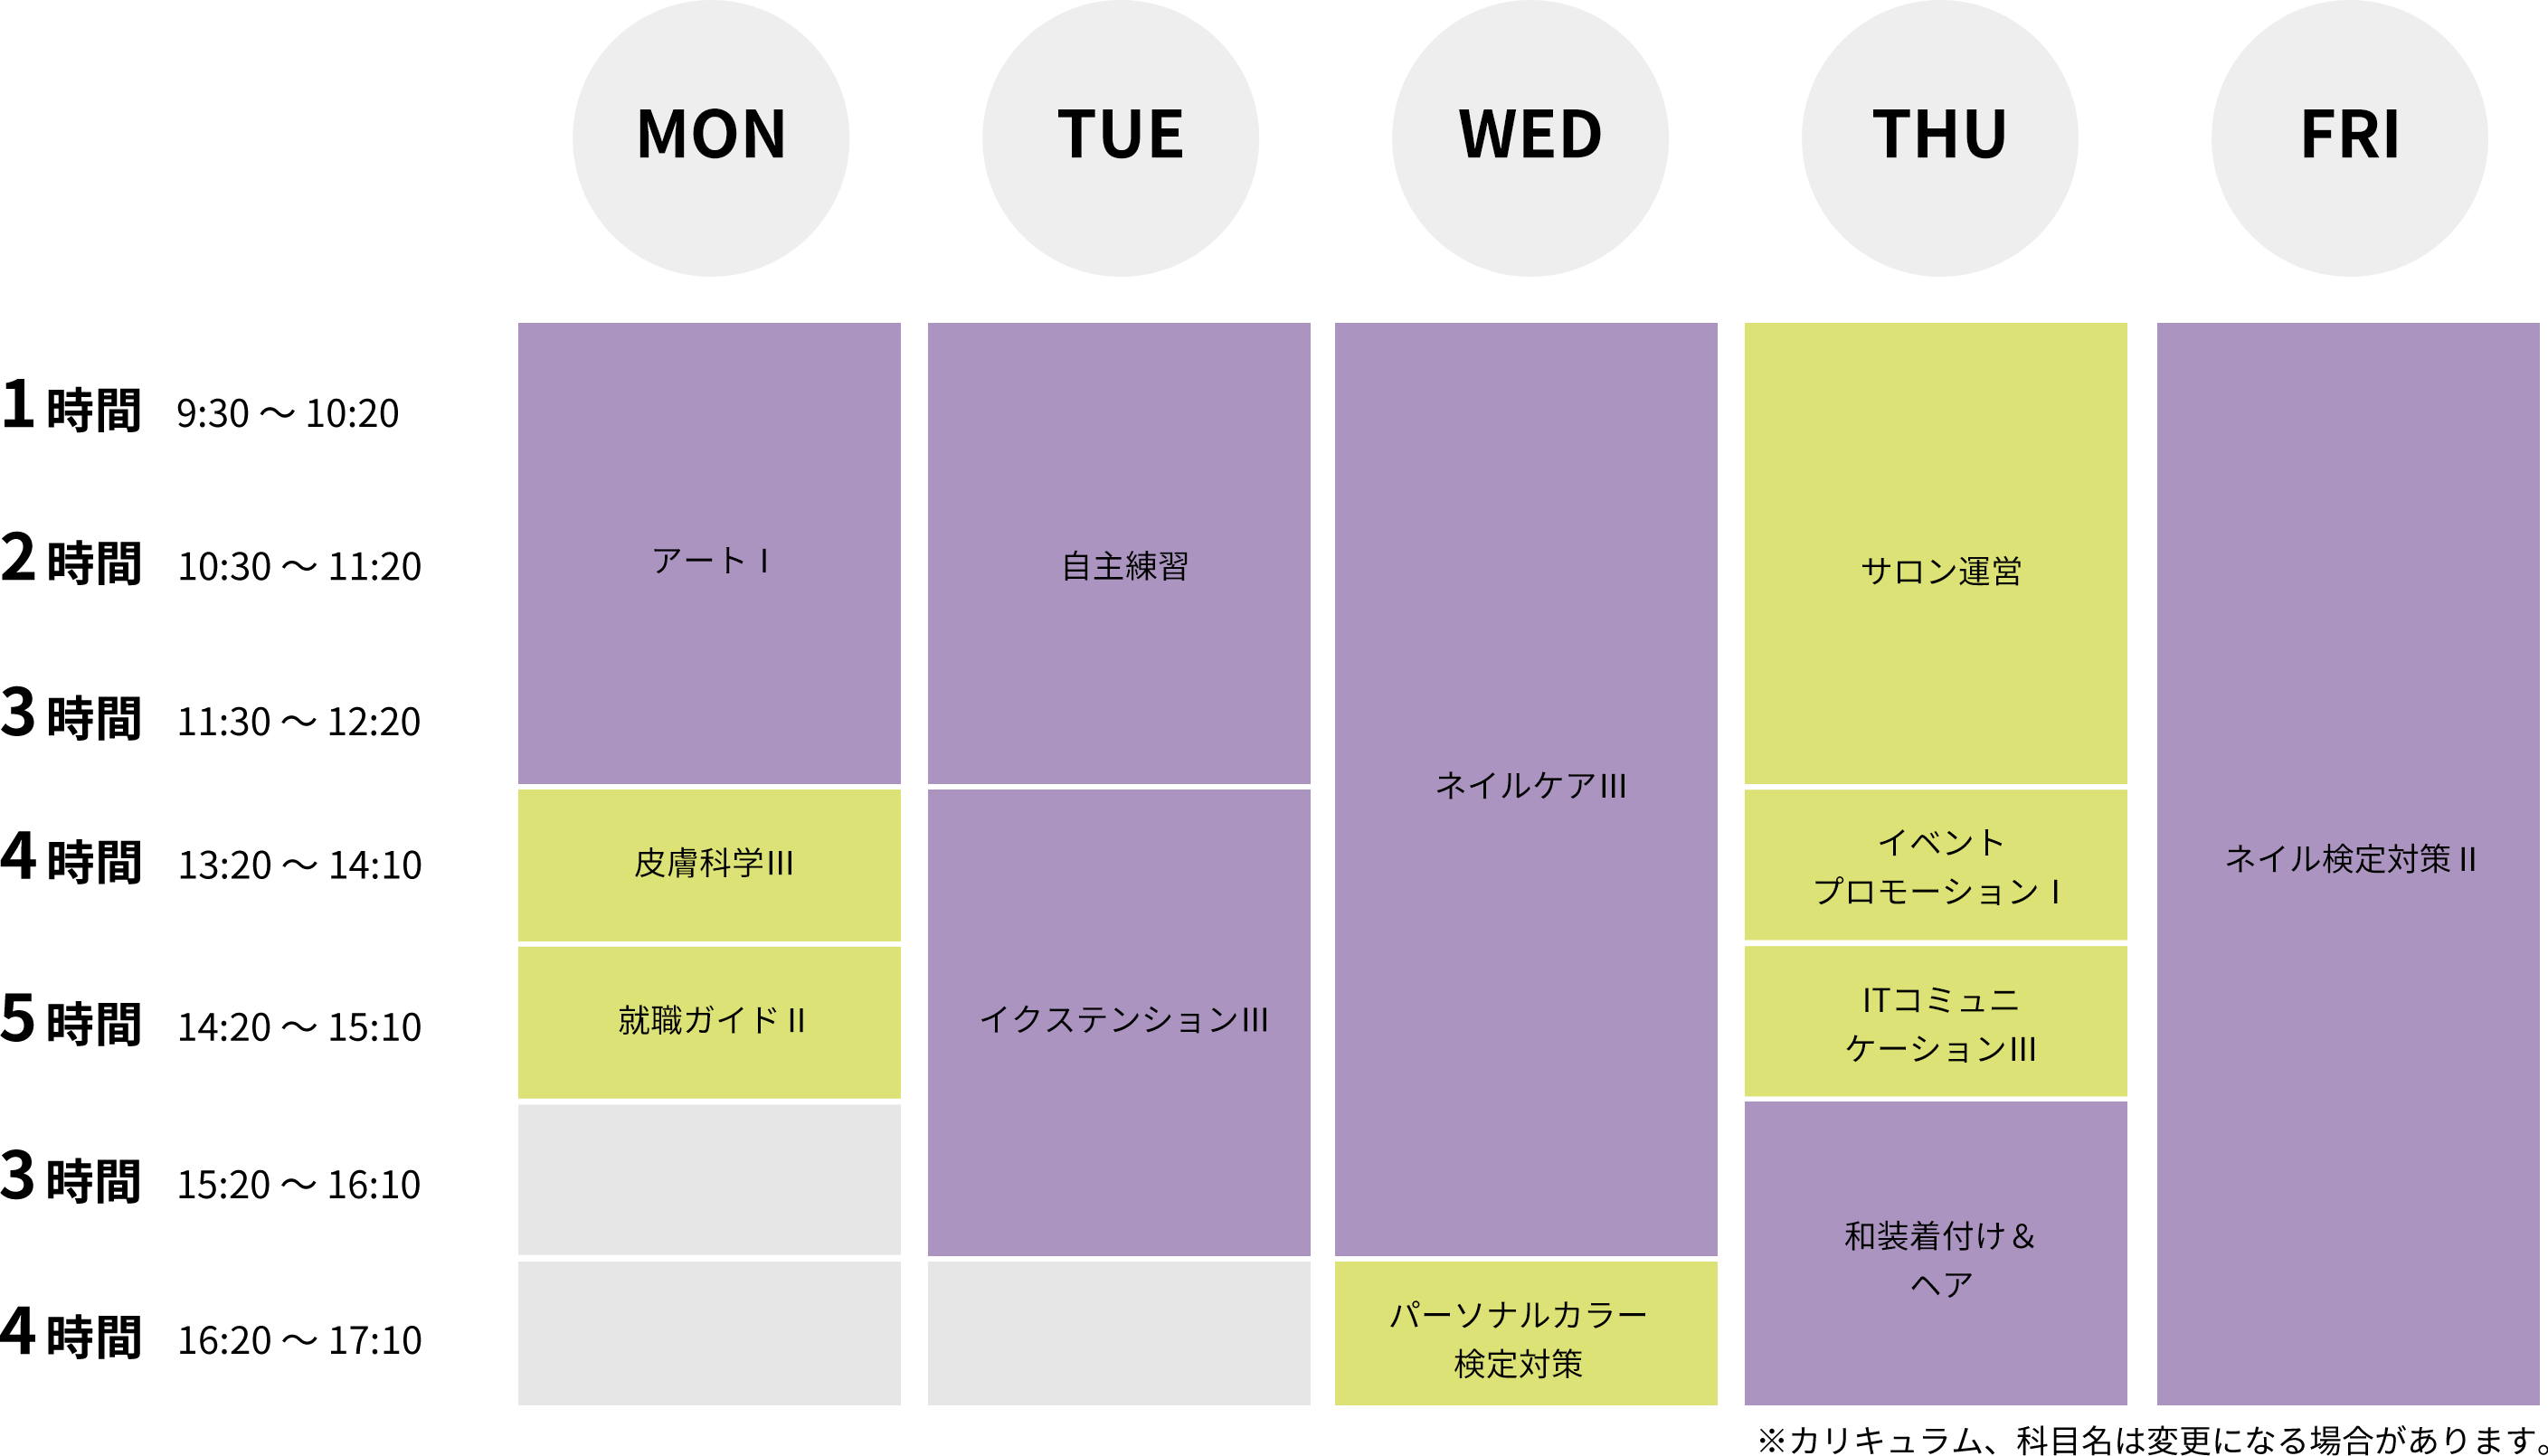 MON TUE WED THU FRI
1時間 9:30 〜 10:20
2時間 10:30 〜 11:20
3時間 11:30 〜 12:20
4時間 13:20 〜 14:10
5時間 14:20 〜 15:10
3時間 15:20 〜 16:10
4時間 16:20 〜 17:10
アートⅠ
皮膚科学Ⅲ
就職ガイドⅡ
自主練習
イクステンションⅢ
ネイルケアⅢ
パーソナルカラー
検定対策
サロン運営
イベント
プロモーションⅠ
ITコミュニ
ケーションⅢ
和装着付け＆
ヘア
ネイル検定対策Ⅱ
※カリキュラム、科目名は変更になる場合があります。